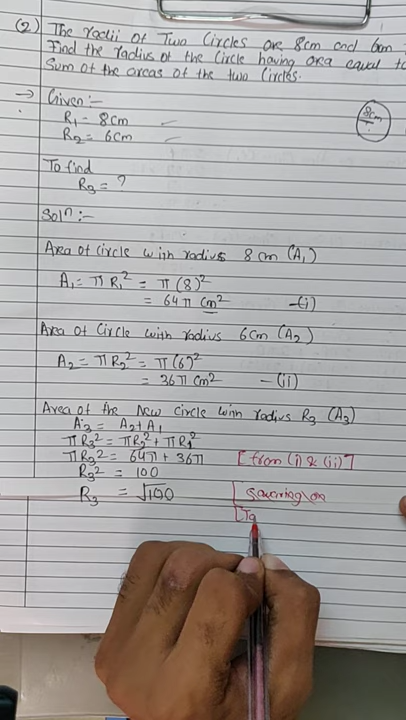 (2) The radii of Two Circles are 8cm and 6cm
Find the radius of the Circle having area equal to
Sum of the areas of the two Circles.
→ Given:-
R₁ = 8cm
R₂ = 6cm
8cm
To find
R₃ = ?
Solⁿ:-
Area of circle with radius 8 cm (A₁)
A₁ = πR₁² = π(8)²
= 64π cm² —(i)
Area of Circle with radius 6cm (A₂)
A₂ = πR₂² = π(6)²
= 36π cm² —(ii)
Area of the New Circle with radius R₃ (A₃)
A₃ = A₂ + A₁
πR₃² = πR₂² + πR₁²
πR₃² = 64π + 36π [from (i) & (ii)]
R₃² = 100
R₃ = √100 [
[Ta